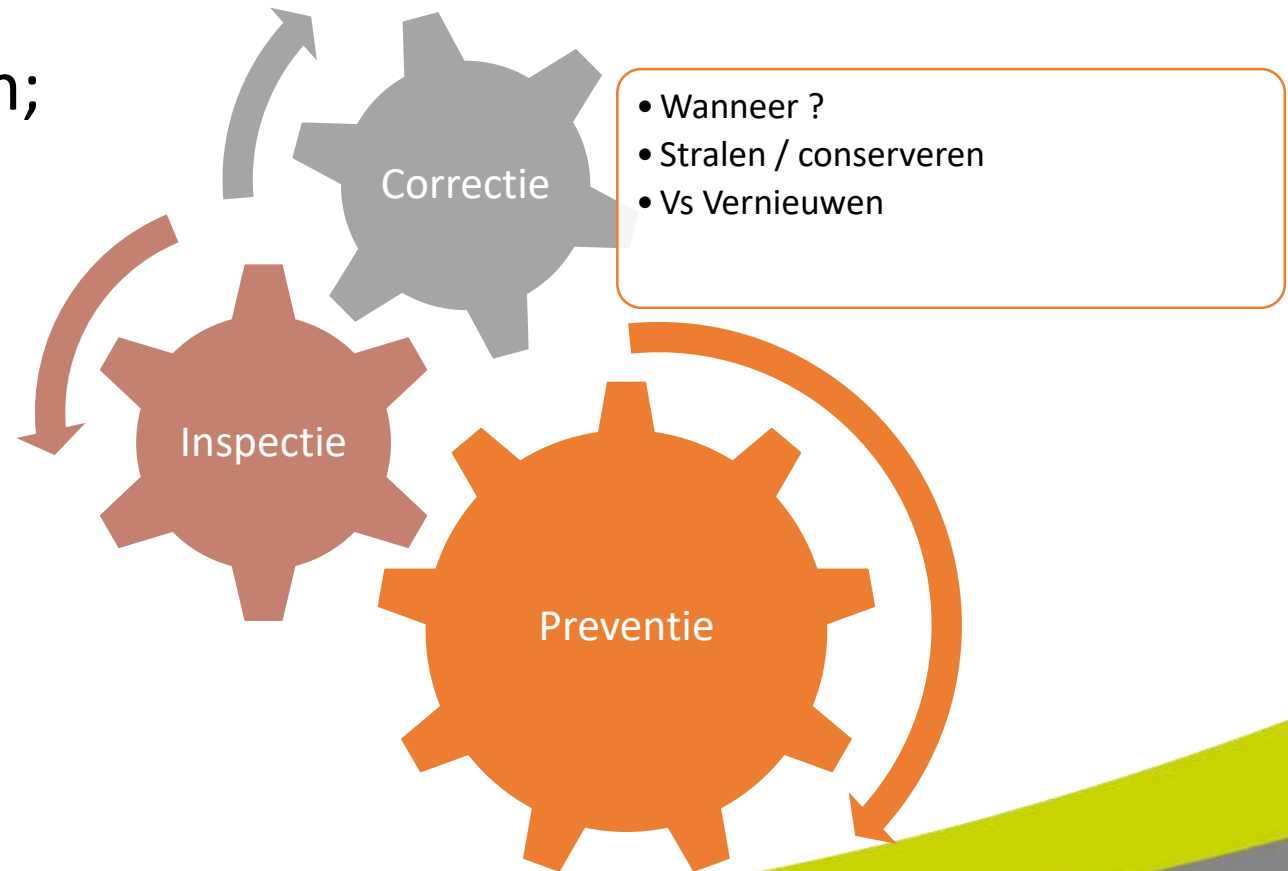 n;
• Wanneer ?
• Stralen / conserveren
• Vs Vernieuwen
Correctie
Inspectie
Preventie